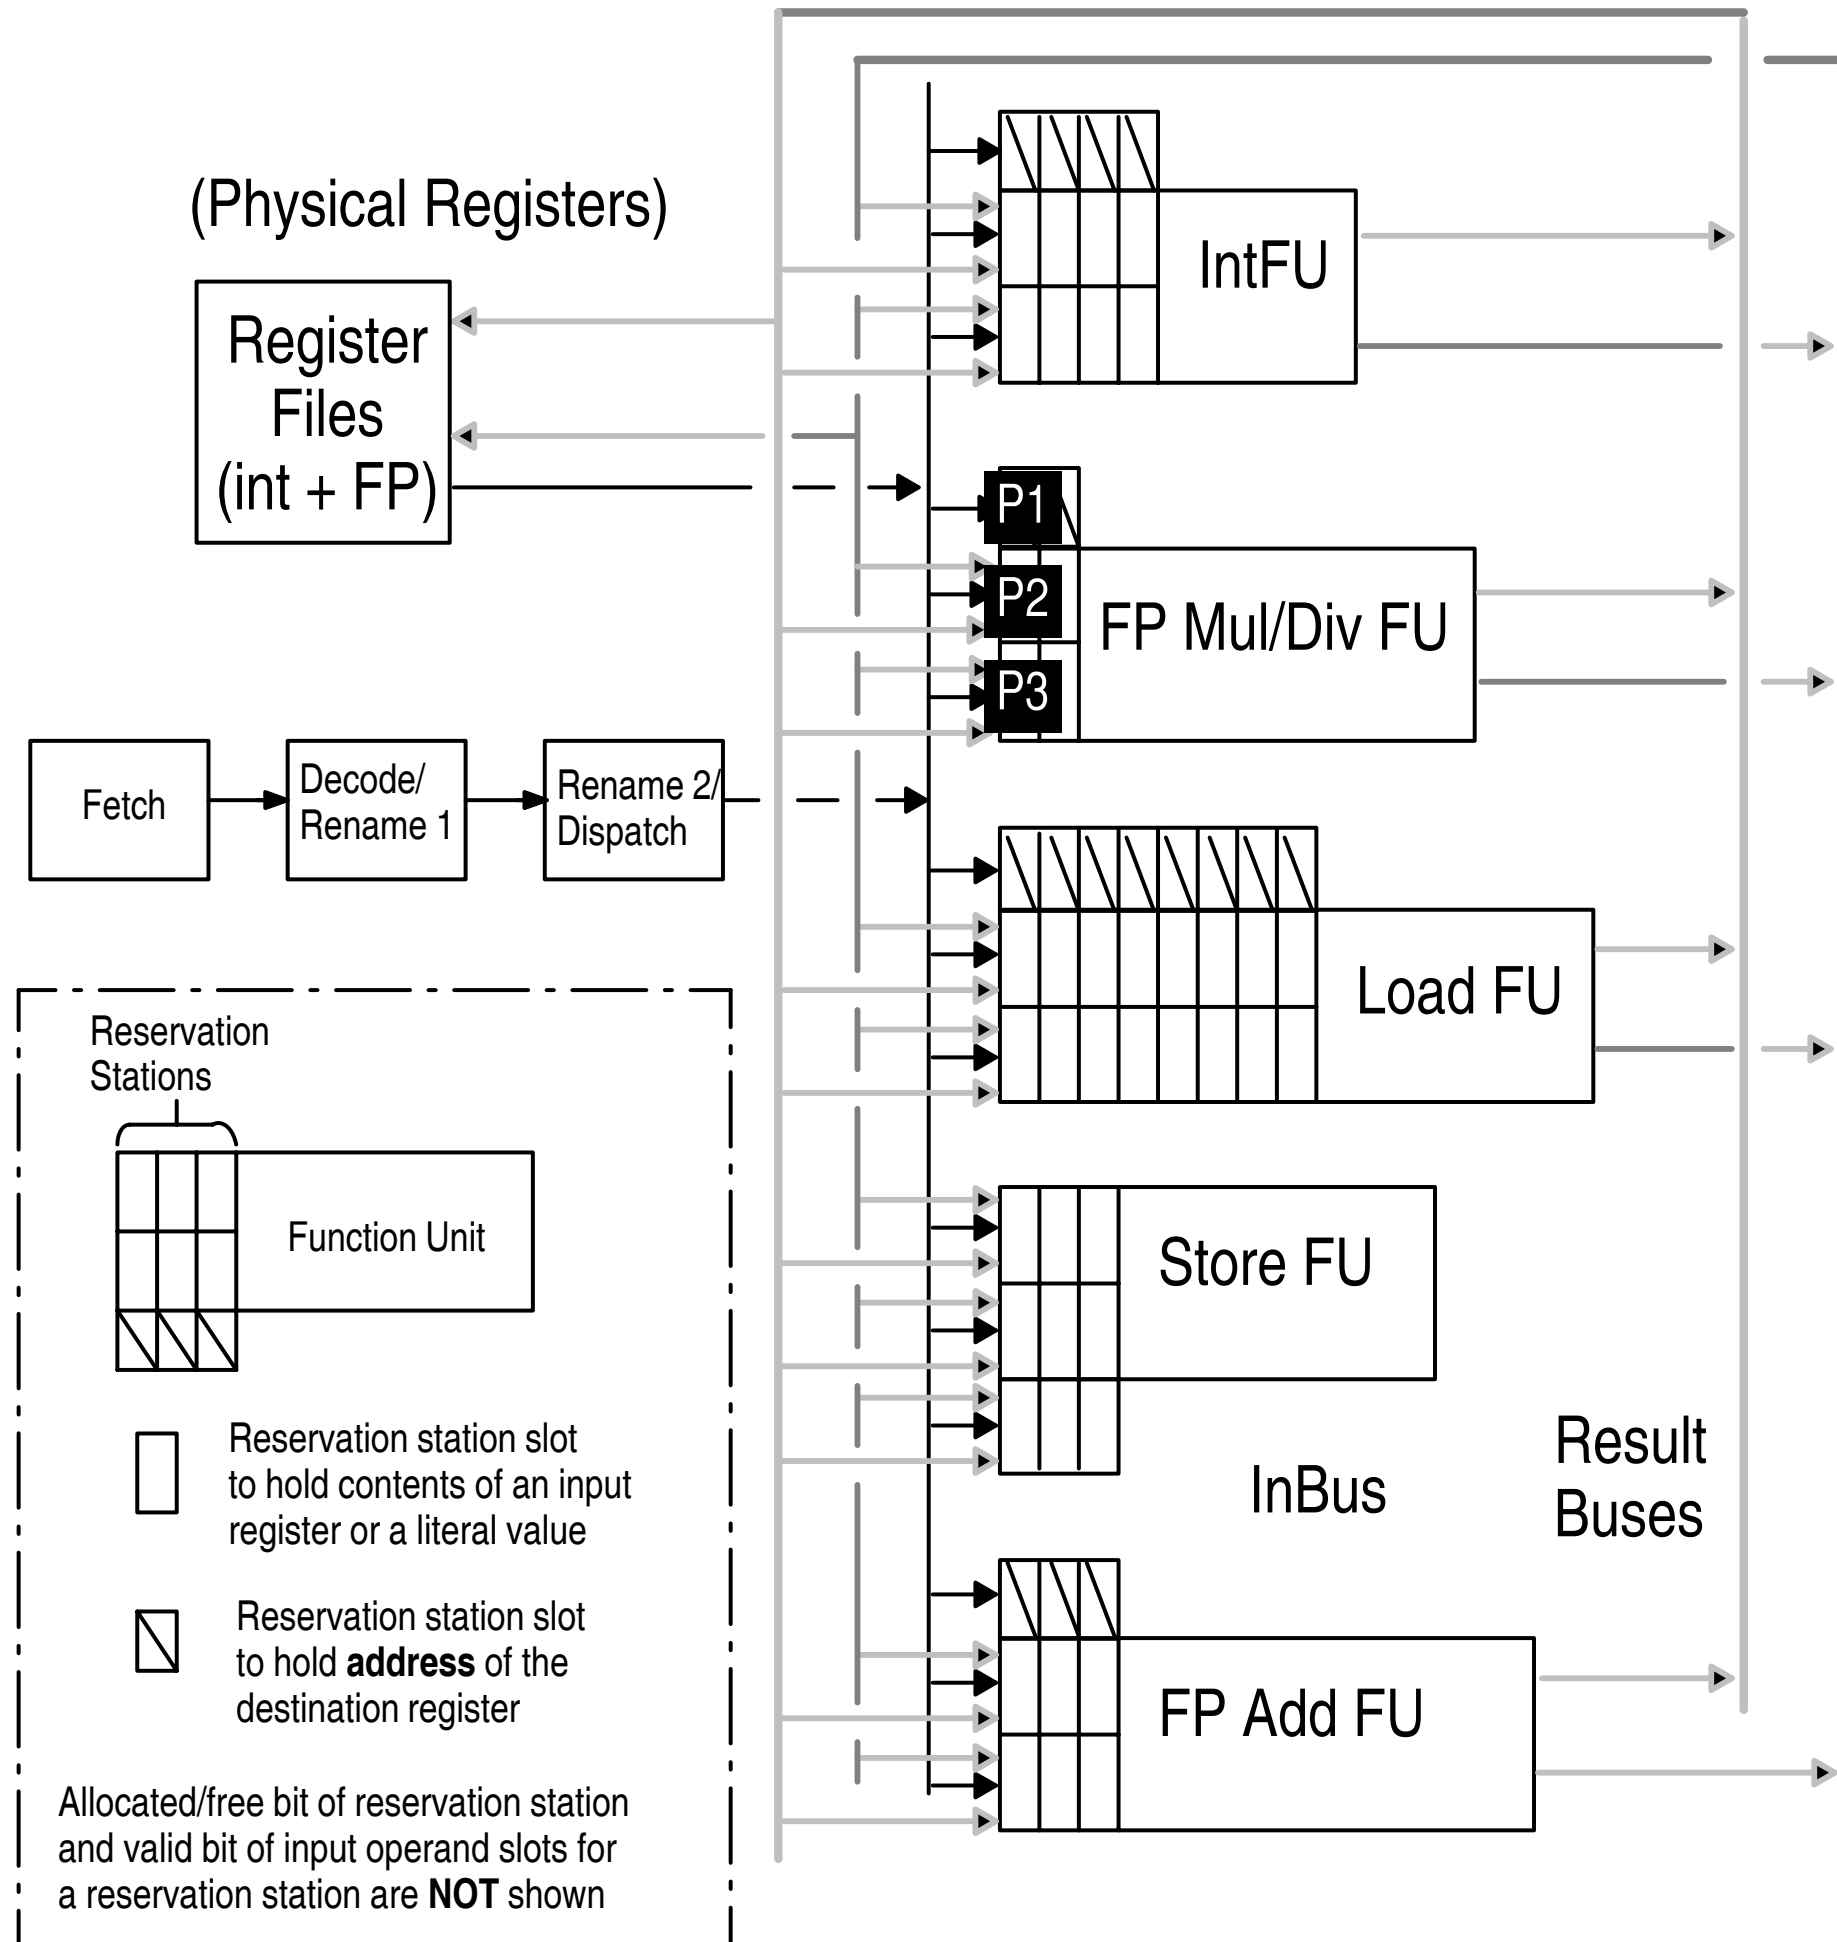 (Physical Registers)
Register
Files
(int + FP)
IntFU
P1
P2
P3
FP Mul/Div FU
Fetch
Decode/
Rename 1
Rename 2/
Dispatch
Load FU
Reservation
Stations
Function Unit
Store FU
Reservation station slot
to hold contents of an input
register or a literal value
InBus
Result
Buses
Reservation station slot
to hold address of the
destination register
FP Add FU
Allocated/free bit of reservation station
and valid bit of input operand slots for
a reservation station are NOT shown